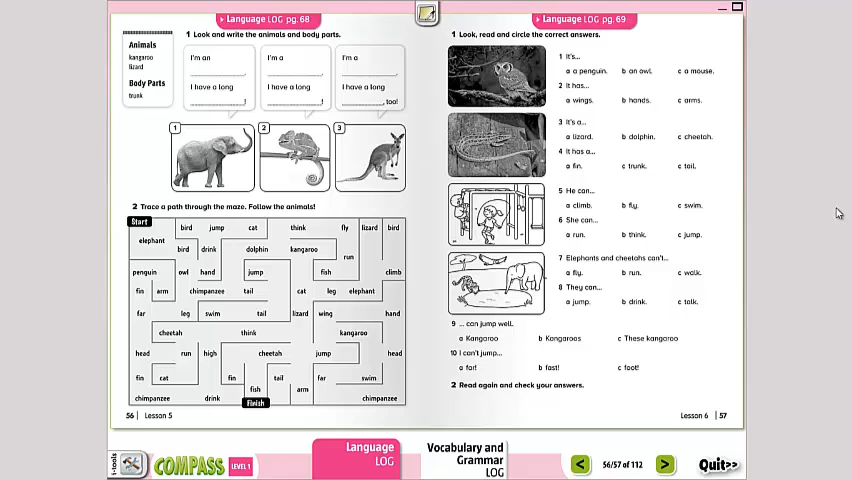 Language LOG pg. 68
Language LOG pg. 69
Animals
kangaroo
lizard
Body Parts
trunk
1 Look and write the animals and body parts.
I'm an
I have a long
!
I'm a
I have a long
!
I'm a
I have a long
, too!
1
2
3
2 Trace a path through the maze. Follow the animals!
Start
bird jump cat think fly lizard bird
elephant
bird drink dolphin kangaroo
run
penguin owl hand jump fish climb
fin arm chimpanzee tail cat leg elephant
far leg swim tail lizard wing hand
cheetah think kangaroo
head run high cheetah jump head
fin cat fin tail far swim
fish arm
chimpanzee drink chimpanzee
Finish
56 Lesson 5
1 Look, read and circle the correct answers.
1 It's...
a a penguin. b an owl. c a mouse.
2 It has...
a wings. b hands. c arms.
3 It's a...
a lizard. b dolphin. c cheetah.
4 It has a...
a fin. c trunk. c tail.
5 He can...
a climb. b fly. c swim.
6 She can...
a run. b think. c jump.
7 Elephants and cheetahs can't...
a fly. b run. c walk.
8 They can...
a jump. b drink. c talk.
9 ... can jump well.
a Kangaroo b Kangaroos c These kangaroo
10 I can't jump...
a far! b fast! c foot!
2 Read again and check your answers.
Lesson 6 57
t-tools
COMPASS LEVEL 1
Language
LOG
Vocabulary and
Grammar
LOG
< 56/57 of 112 >
Quit>>